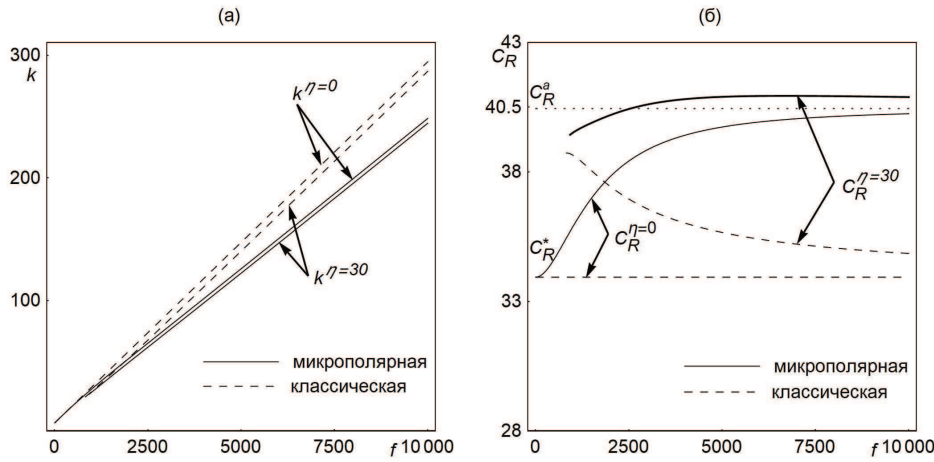 (а)
300
k
200
100
0
2500
5000
7500
f 10 000
k^η=0
k^η=30
микрополярная
классическая
(б)
43
C_R
C_R^a
40.5
38
C_R^*
33
28
0
2500
5000
7500
f 10 000
C_R^η=30
C_R^η=0
микрополярная
классическая